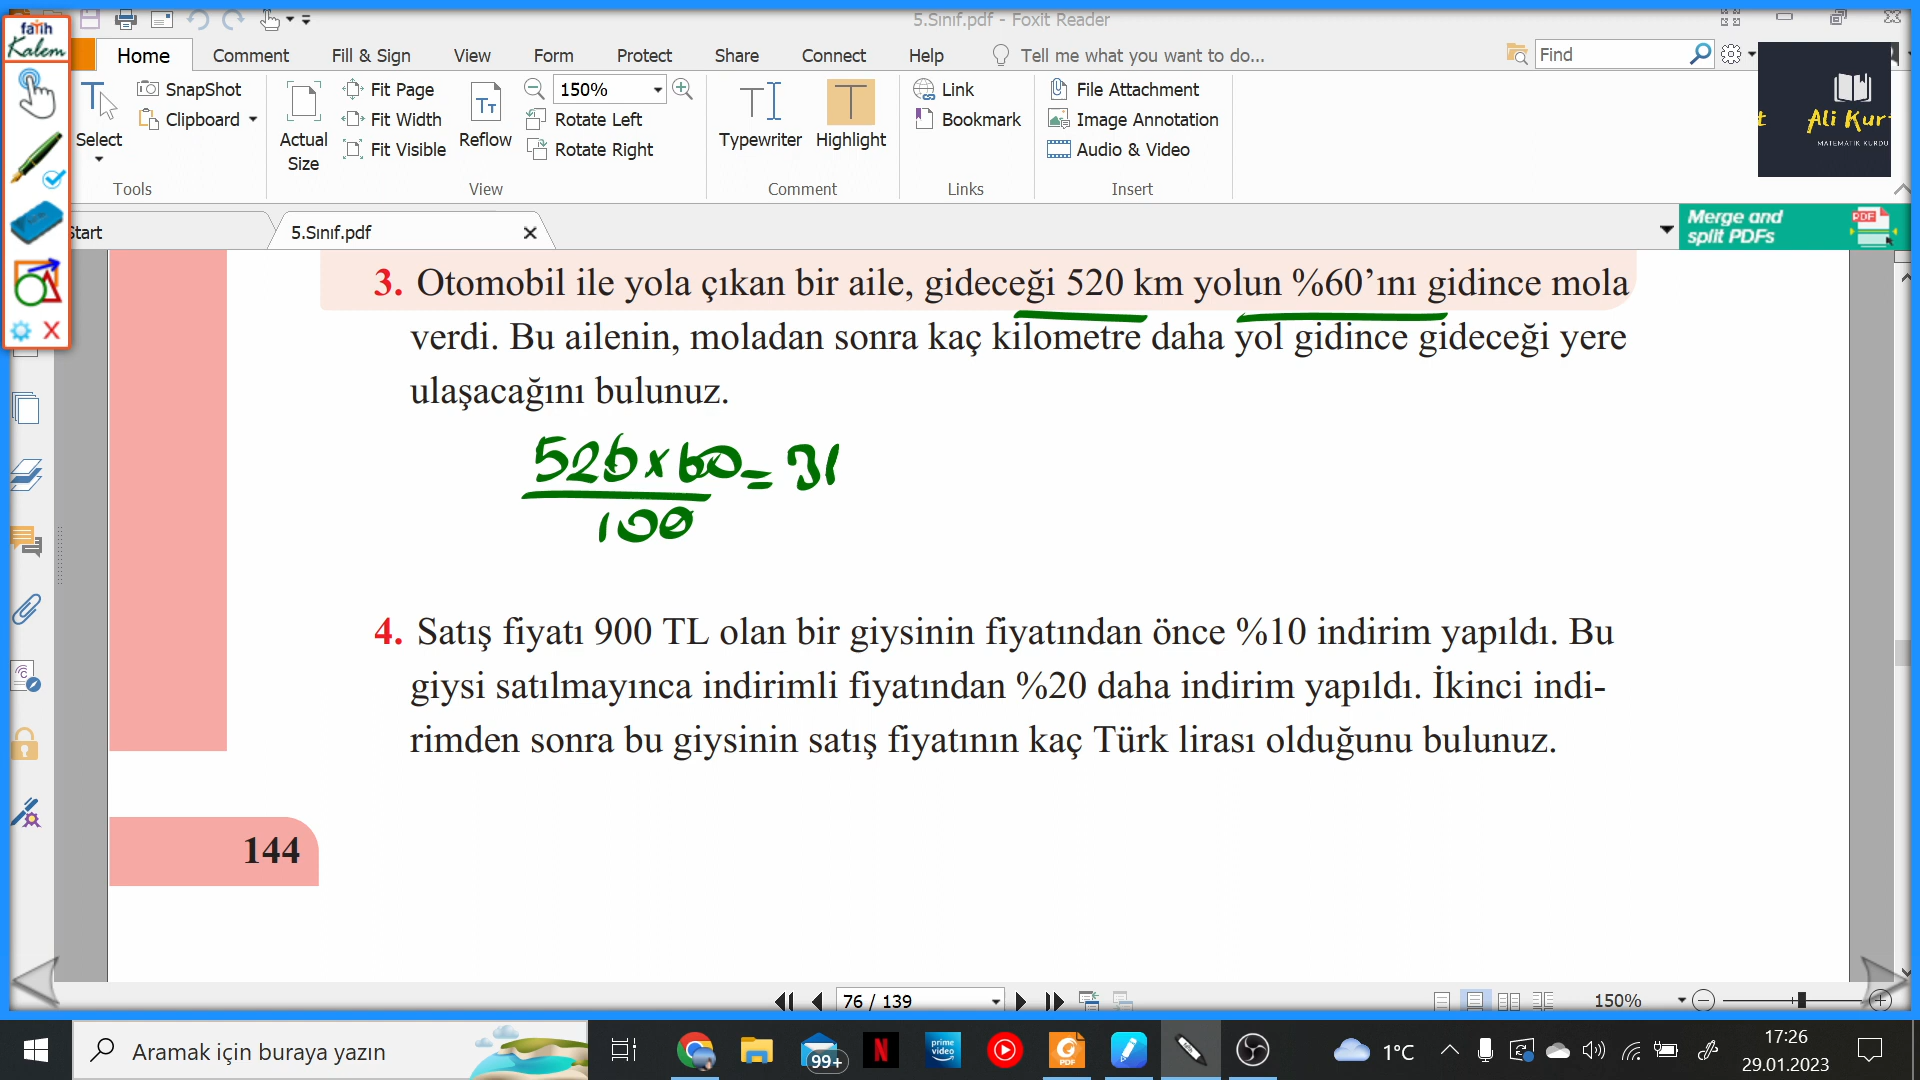 5.Sınıf.pdf - Foxit Reader
fatih
Kalem
Home Comment Fill & Sign View Form Protect Share Connect Help Tell me what you want to do... Find
Select
Tools
SnapShot
Clipboard
Actual Size
Fit Page
Fit Width
Fit Visible
Reflow
150%
Rotate Left
Rotate Right
View
Typewriter
Highlight
Comment
Link
Bookmark
Links
File Attachment
Image Annotation
Audio & Video
Insert
t Ali Kurt
MATEMATİK KURDU
Start
5.Sınıf.pdf
Merge and
split PDFs
PDF
3. Otomobil ile yola çıkan bir aile, gideceği 520 km yolun %60’ını gidince mola
verdi. Bu ailenin, moladan sonra kaç kilometre daha yol gidince gideceği yere
ulaşacağını bulunuz.
520 x 60 = 31
100
4. Satış fiyatı 900 TL olan bir giysinin fiyatından önce %10 indirim yapıldı. Bu
giysi satılmayınca indirimli fiyatından %20 daha indirim yapıldı. İkinci indi-
rimden sonra bu giysinin satış fiyatının kaç Türk lirası olduğunu bulunuz.
144
76 / 139
150%
Aramak için buraya yazın
99+
N
prime
video
PDF
1°C
17:26
29.01.2023